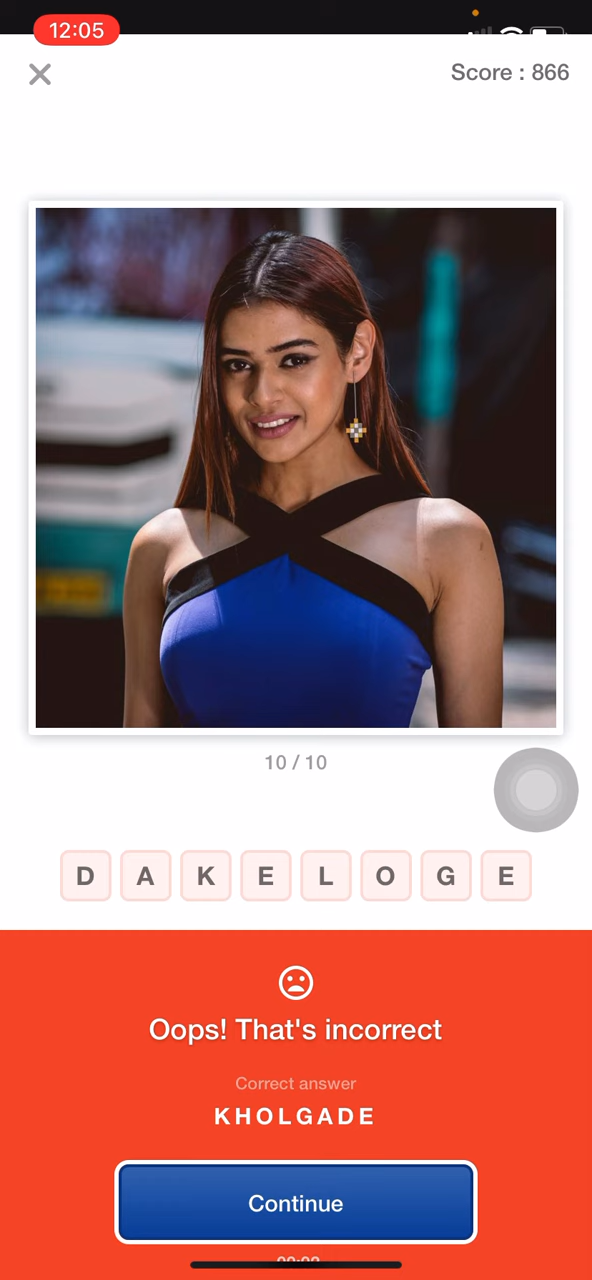 12:05
Score : 866
10 / 10
D A K E L O G E
Oops! That's incorrect
Correct answer
KHOLGADE
Continue